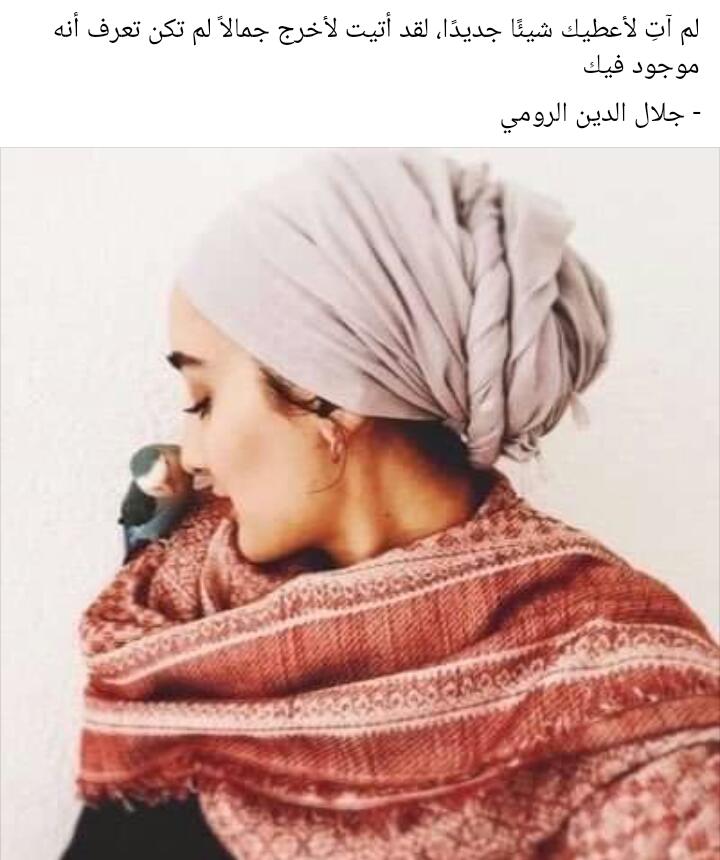 لم آتِ لأعطيك شيئًا جديدًا، لقد أتيت لأخرج جمالاً لم تكن تعرف أنه
موجود فيك
- جلال الدين الرومي